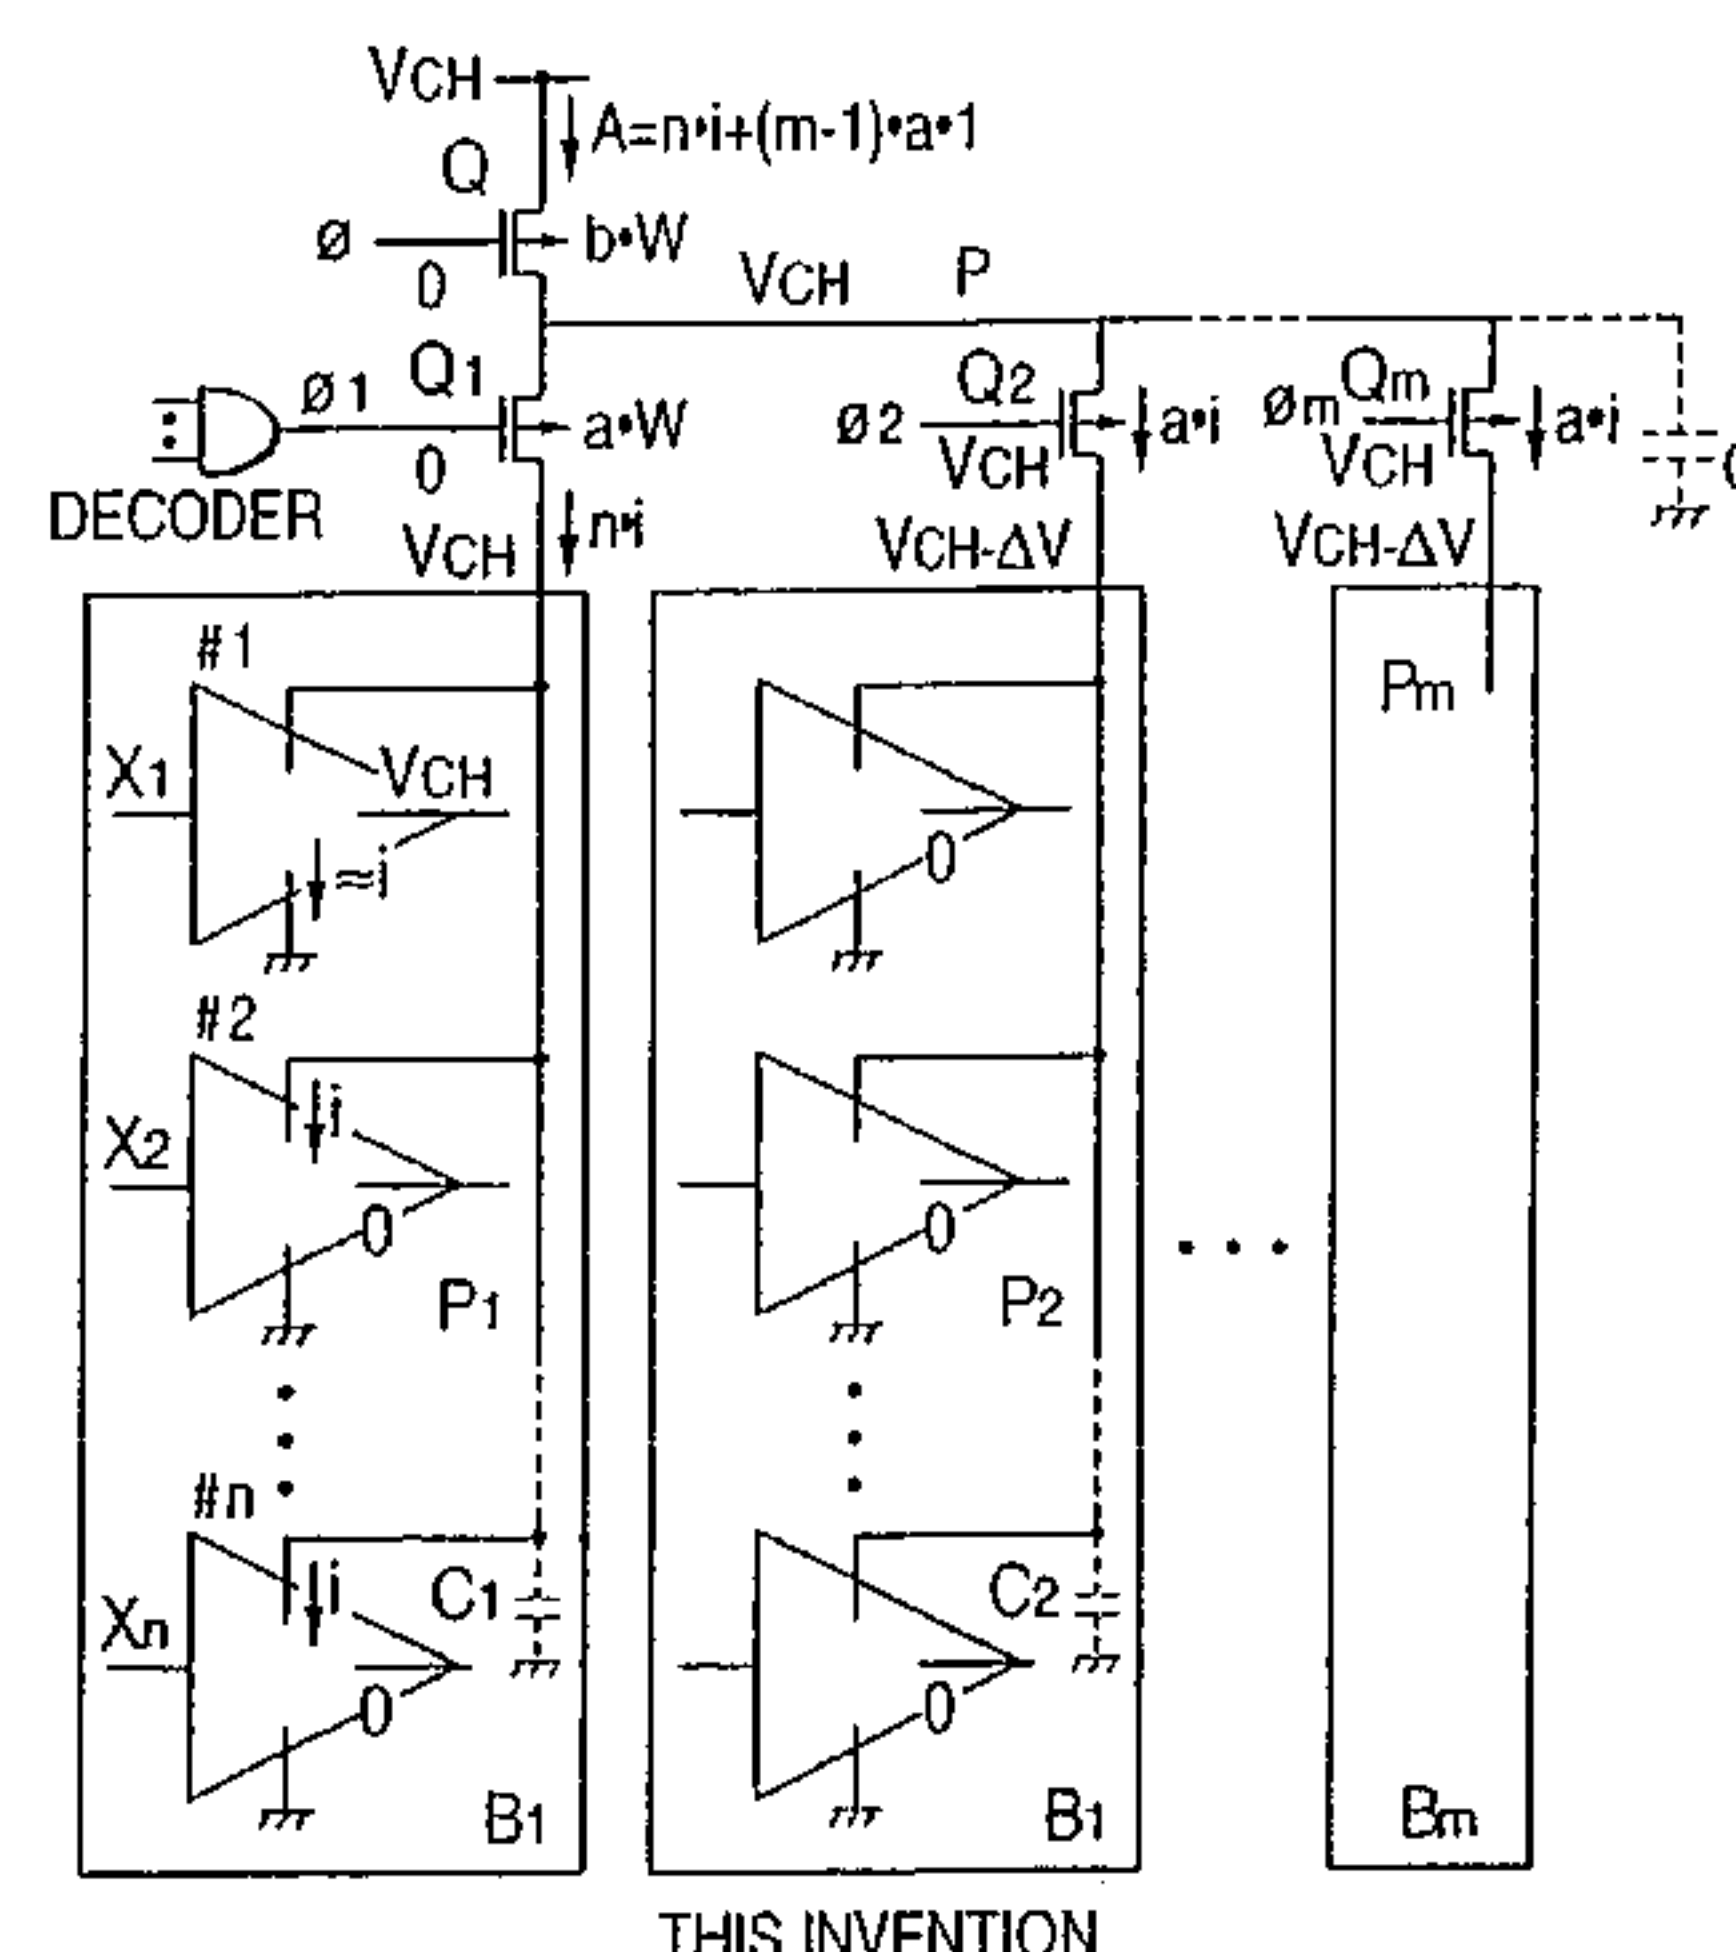 VCH
A=n•i+(m-1)•a•1
Q
Ø
b•W
0
VCH
P
Q1
Ø1
a•W
0
DECODER
Q2
Ø2
a•i
VCH
Qm
Øm
a•i
VCH
n•i
VCH
VCH-ΔV
VCH-ΔV
#1
X1
VCH
≈i
0
Pm
#2
X2
i
0
P1
0
P2
#n
Xn
i
0
C1
B1
C2
0
B1
Bm
THIS INVENTION